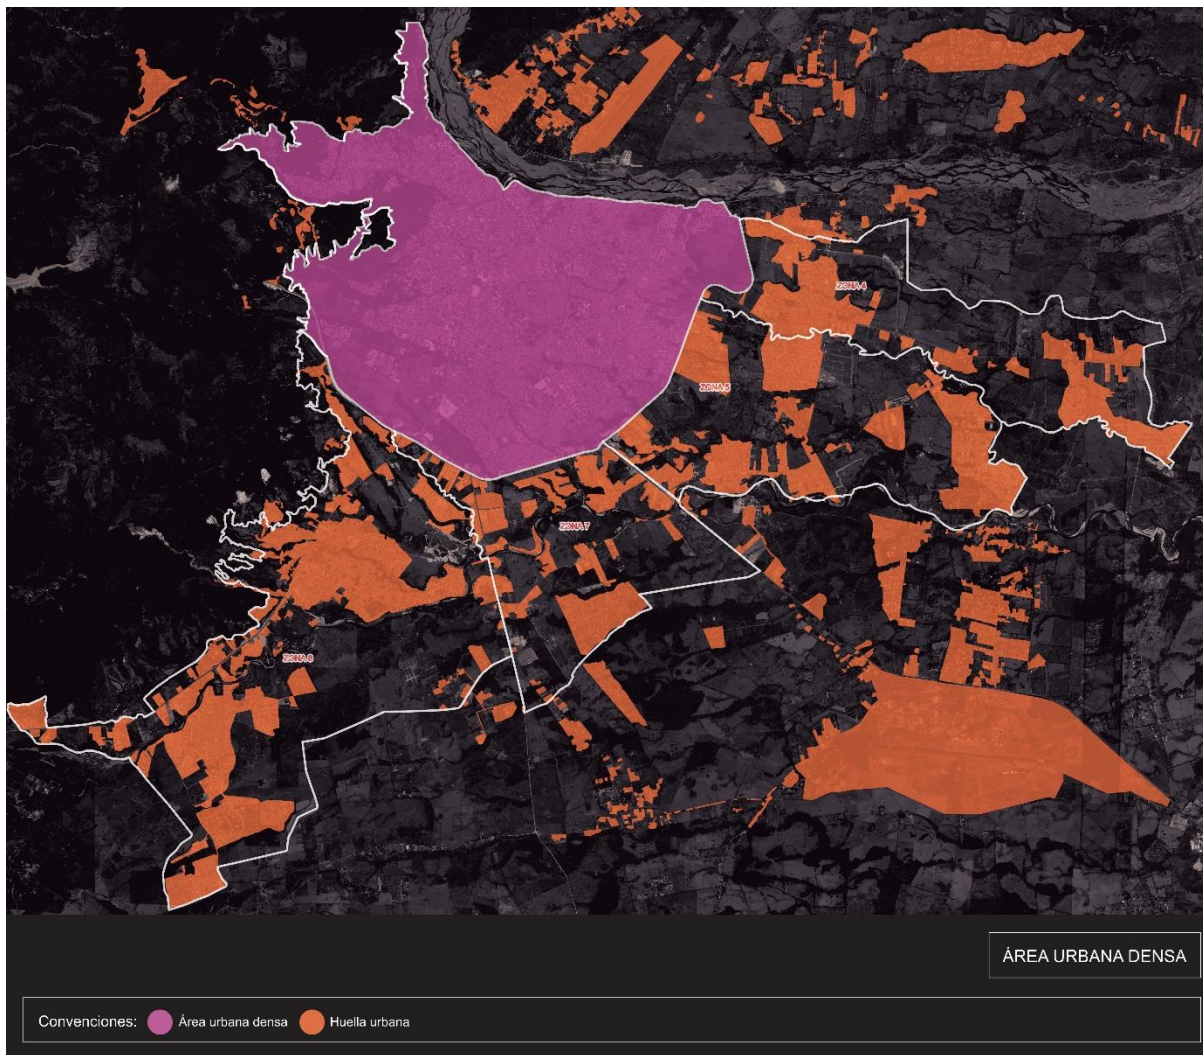 ZONA 4
ZONA 5
ZONA 7
ZONA 8
ÁREA URBANA DENSA
Convenciones:
Área urbana densa
Huella urbana